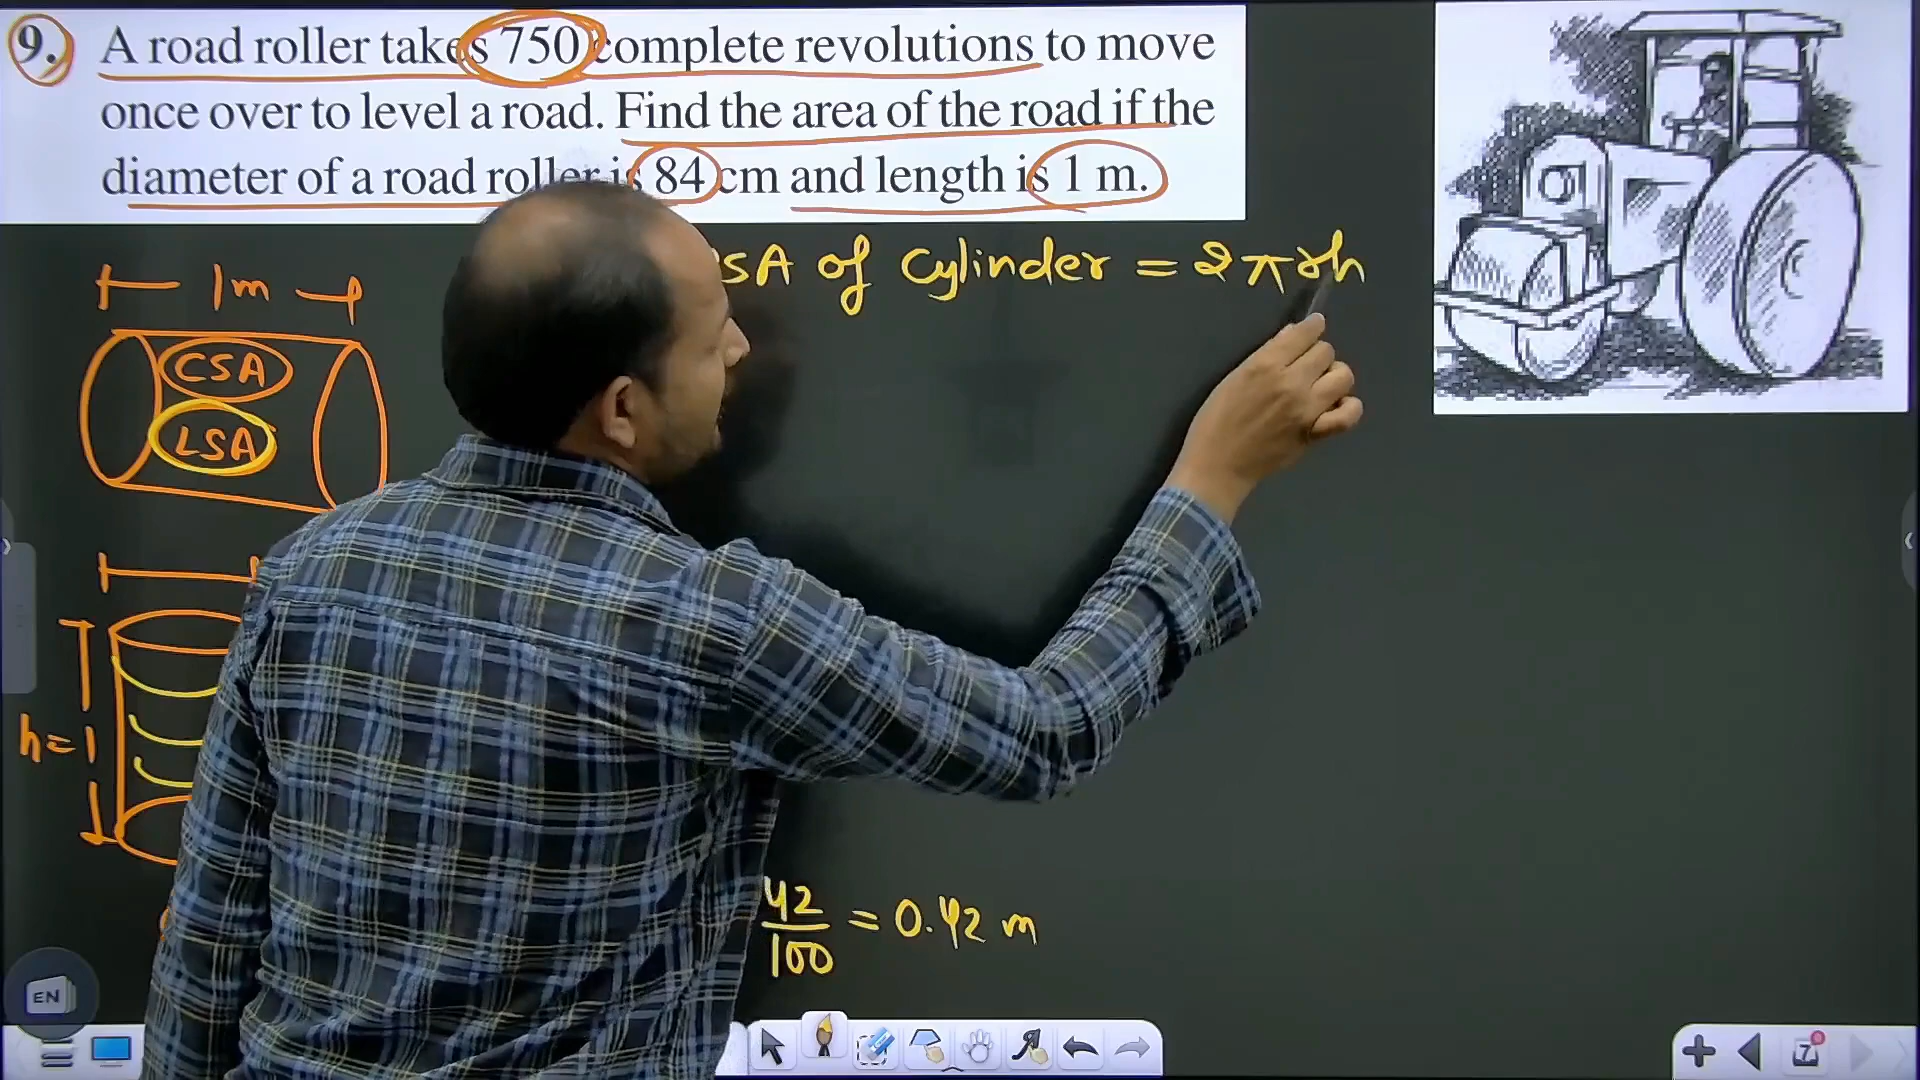 9. A road roller takes 750 complete revolutions to move
once over to level a road. Find the area of the road if the
diameter of a road roller is 84 cm and length is 1 m.
1m
CSA
LSA
SA of cylinder = 2πrh
h=1
42/100 = 0.42 m
EN
7